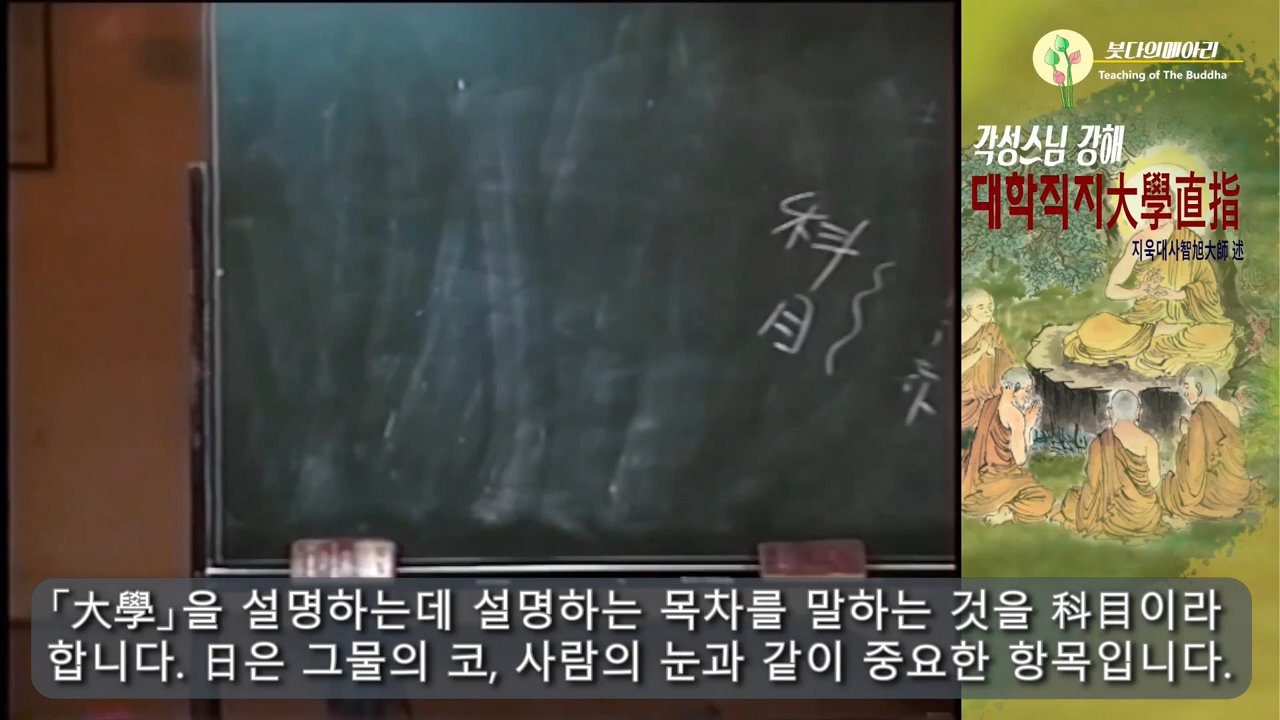 붓다의메아리
Teaching of The Buddha
각성스님 강해
대학직지大學直指
지욱대사智旭大師 述
科目
「大學」을 설명하는데 설명하는 목차를 말하는 것을 科目이라
합니다. 日은 그물의 코, 사람의 눈과 같이 중요한 항목입니다.